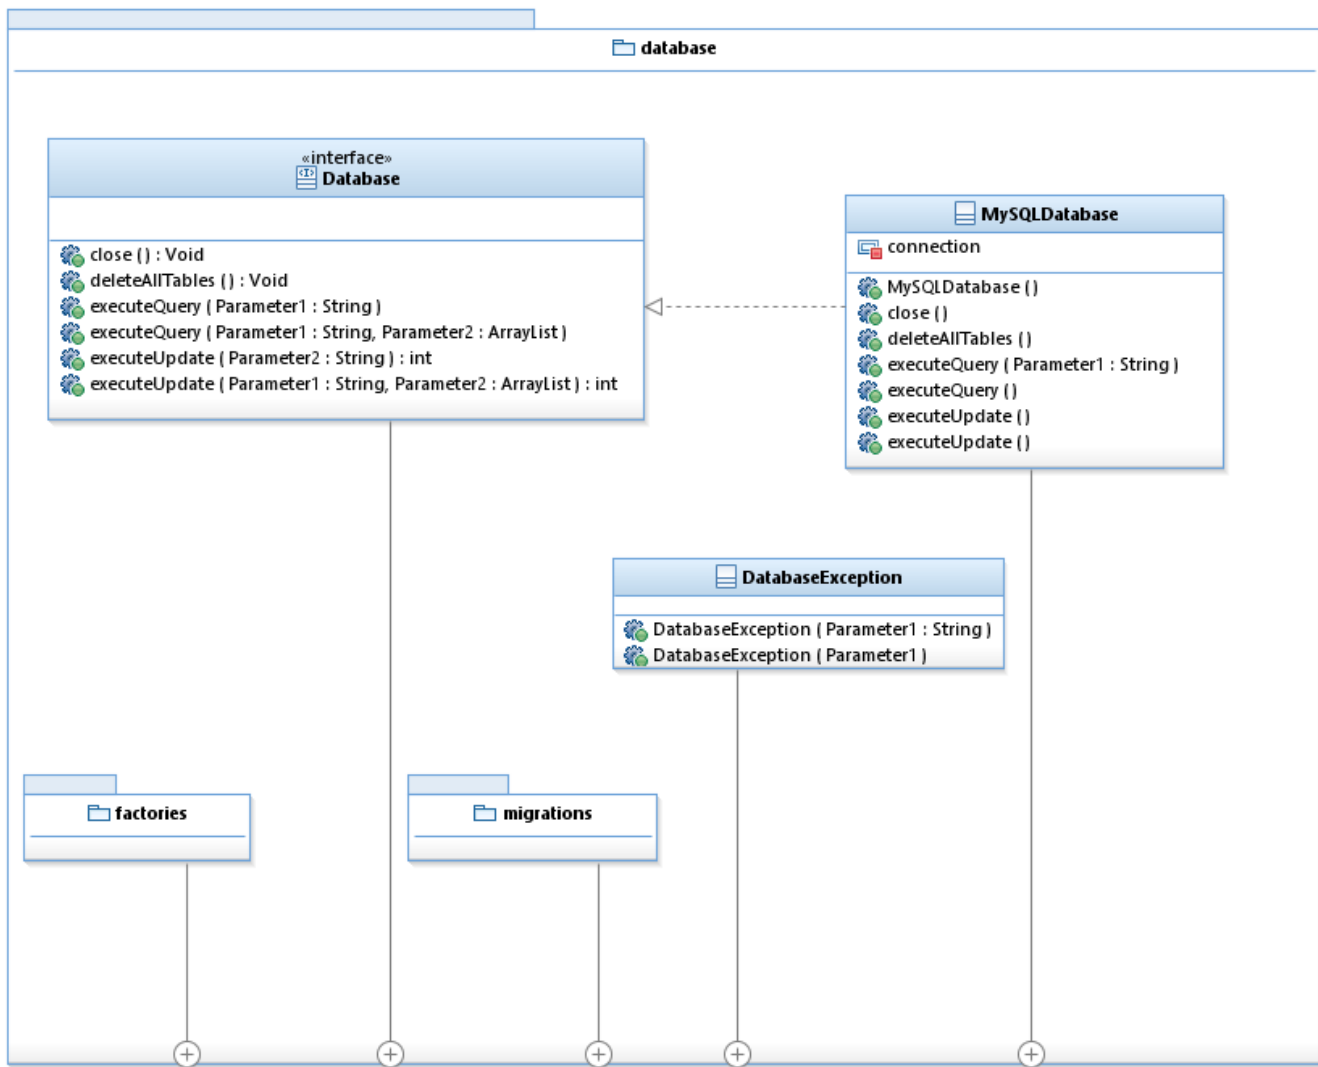 database
«interface»
Database
close ( ) : Void
deleteAllTables ( ) : Void
executeQuery ( Parameter1 : String )
executeQuery ( Parameter1 : String, Parameter2 : ArrayList )
executeUpdate ( Parameter2 : String ) : int
executeUpdate ( Parameter1 : String, Parameter2 : ArrayList ) : int
MySQLDatabase
connection
MySQLDatabase ( )
close ( )
deleteAllTables ( )
executeQuery ( Parameter1 : String )
executeQuery ( )
executeUpdate ( )
executeUpdate ( )
DatabaseException
DatabaseException ( Parameter1 : String )
DatabaseException ( Parameter1 )
factories
migrations